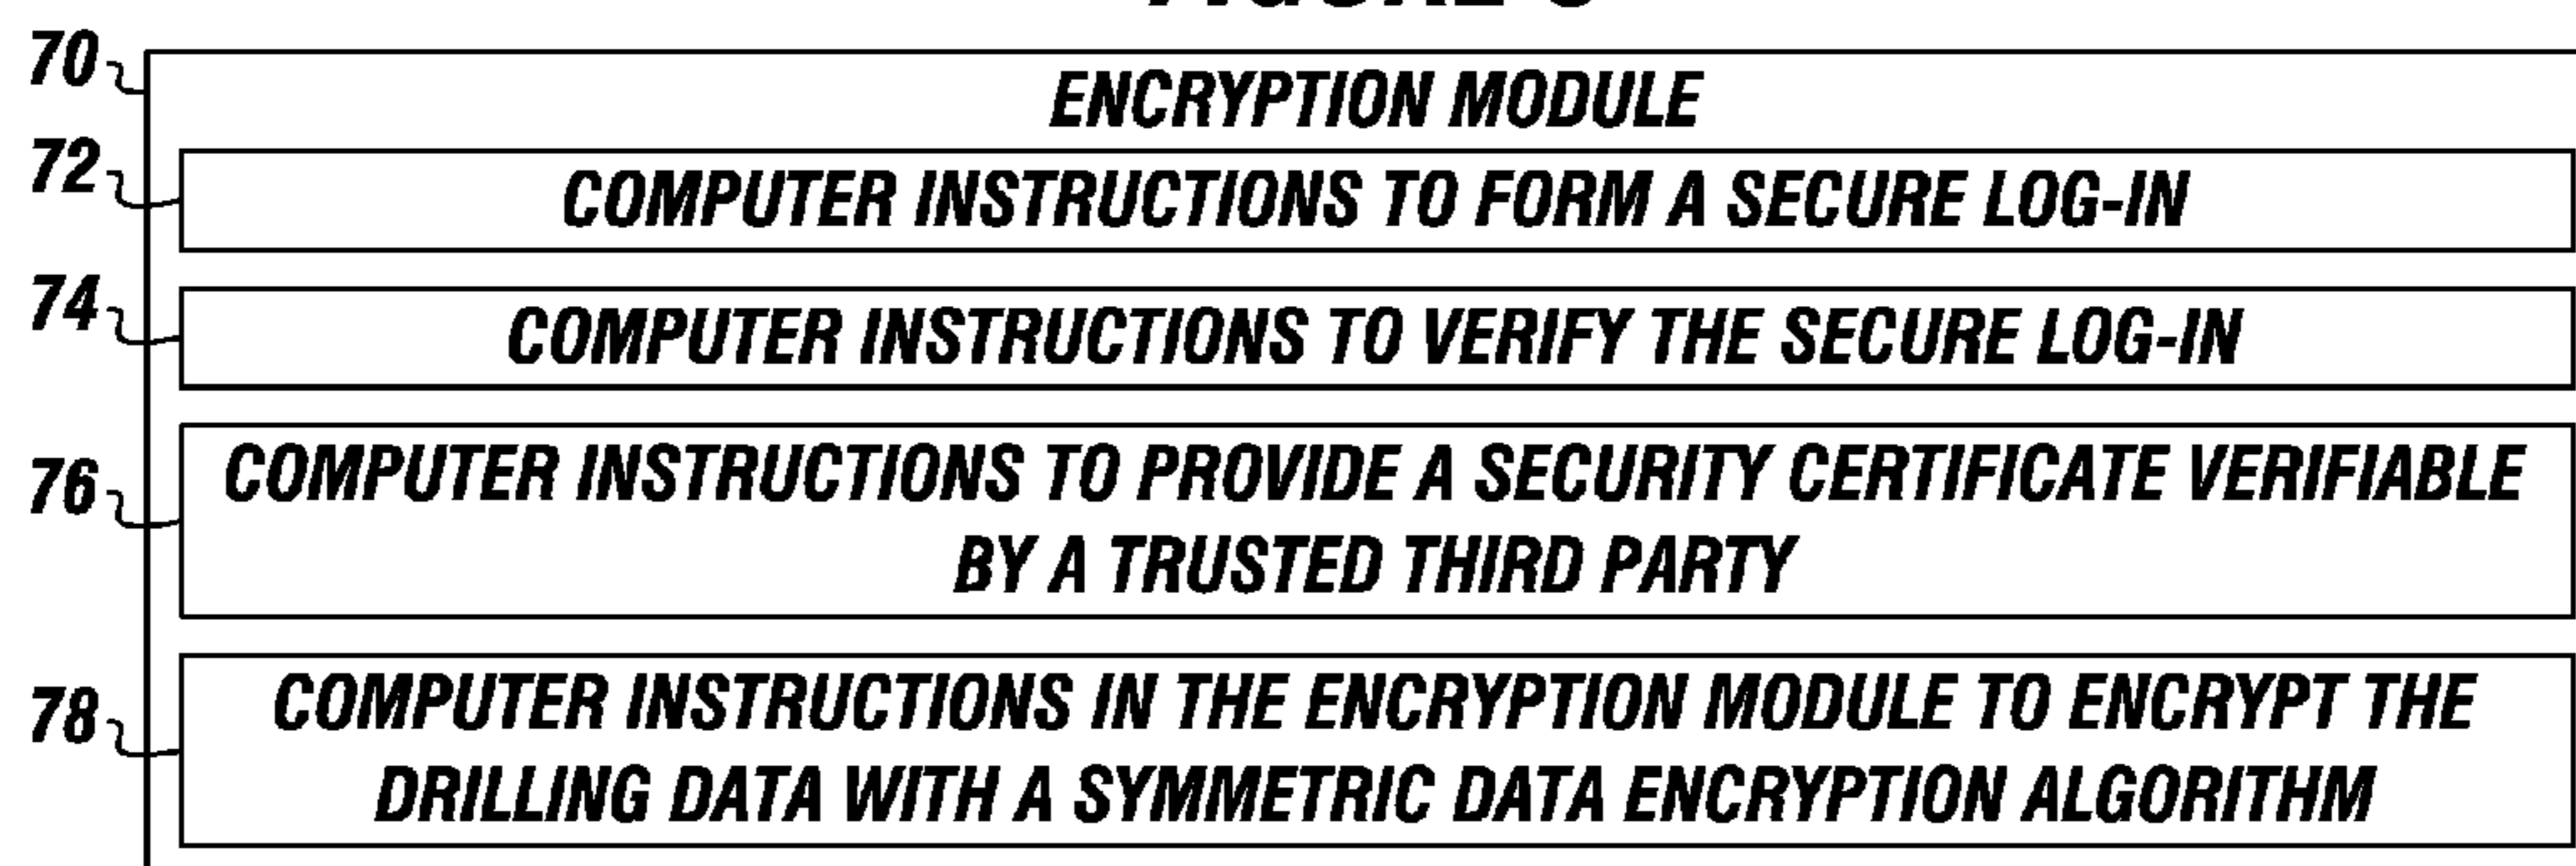 70
ENCRYPTION MODULE
72
COMPUTER INSTRUCTIONS TO FORM A SECURE LOG-IN
74
COMPUTER INSTRUCTIONS TO VERIFY THE SECURE LOG-IN
76
COMPUTER INSTRUCTIONS TO PROVIDE A SECURITY CERTIFICATE VERIFIABLE
BY A TRUSTED THIRD PARTY
78
COMPUTER INSTRUCTIONS IN THE ENCRYPTION MODULE TO ENCRYPT THE
DRILLING DATA WITH A SYMMETRIC DATA ENCRYPTION ALGORITHM